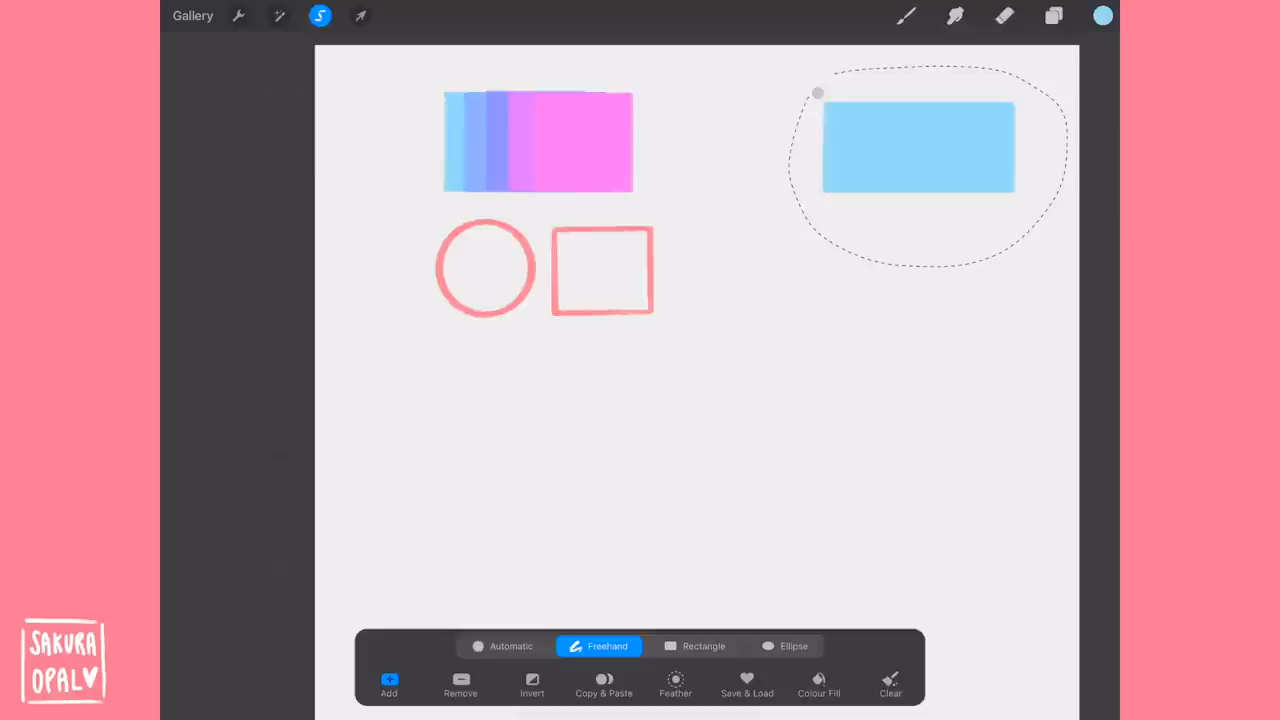 Gallery
Automatic Freehand Rectangle Ellipse
Add Remove Invert Copy & Paste Feather Save & Load Colour Fill Clear
SAKURA
OPAL